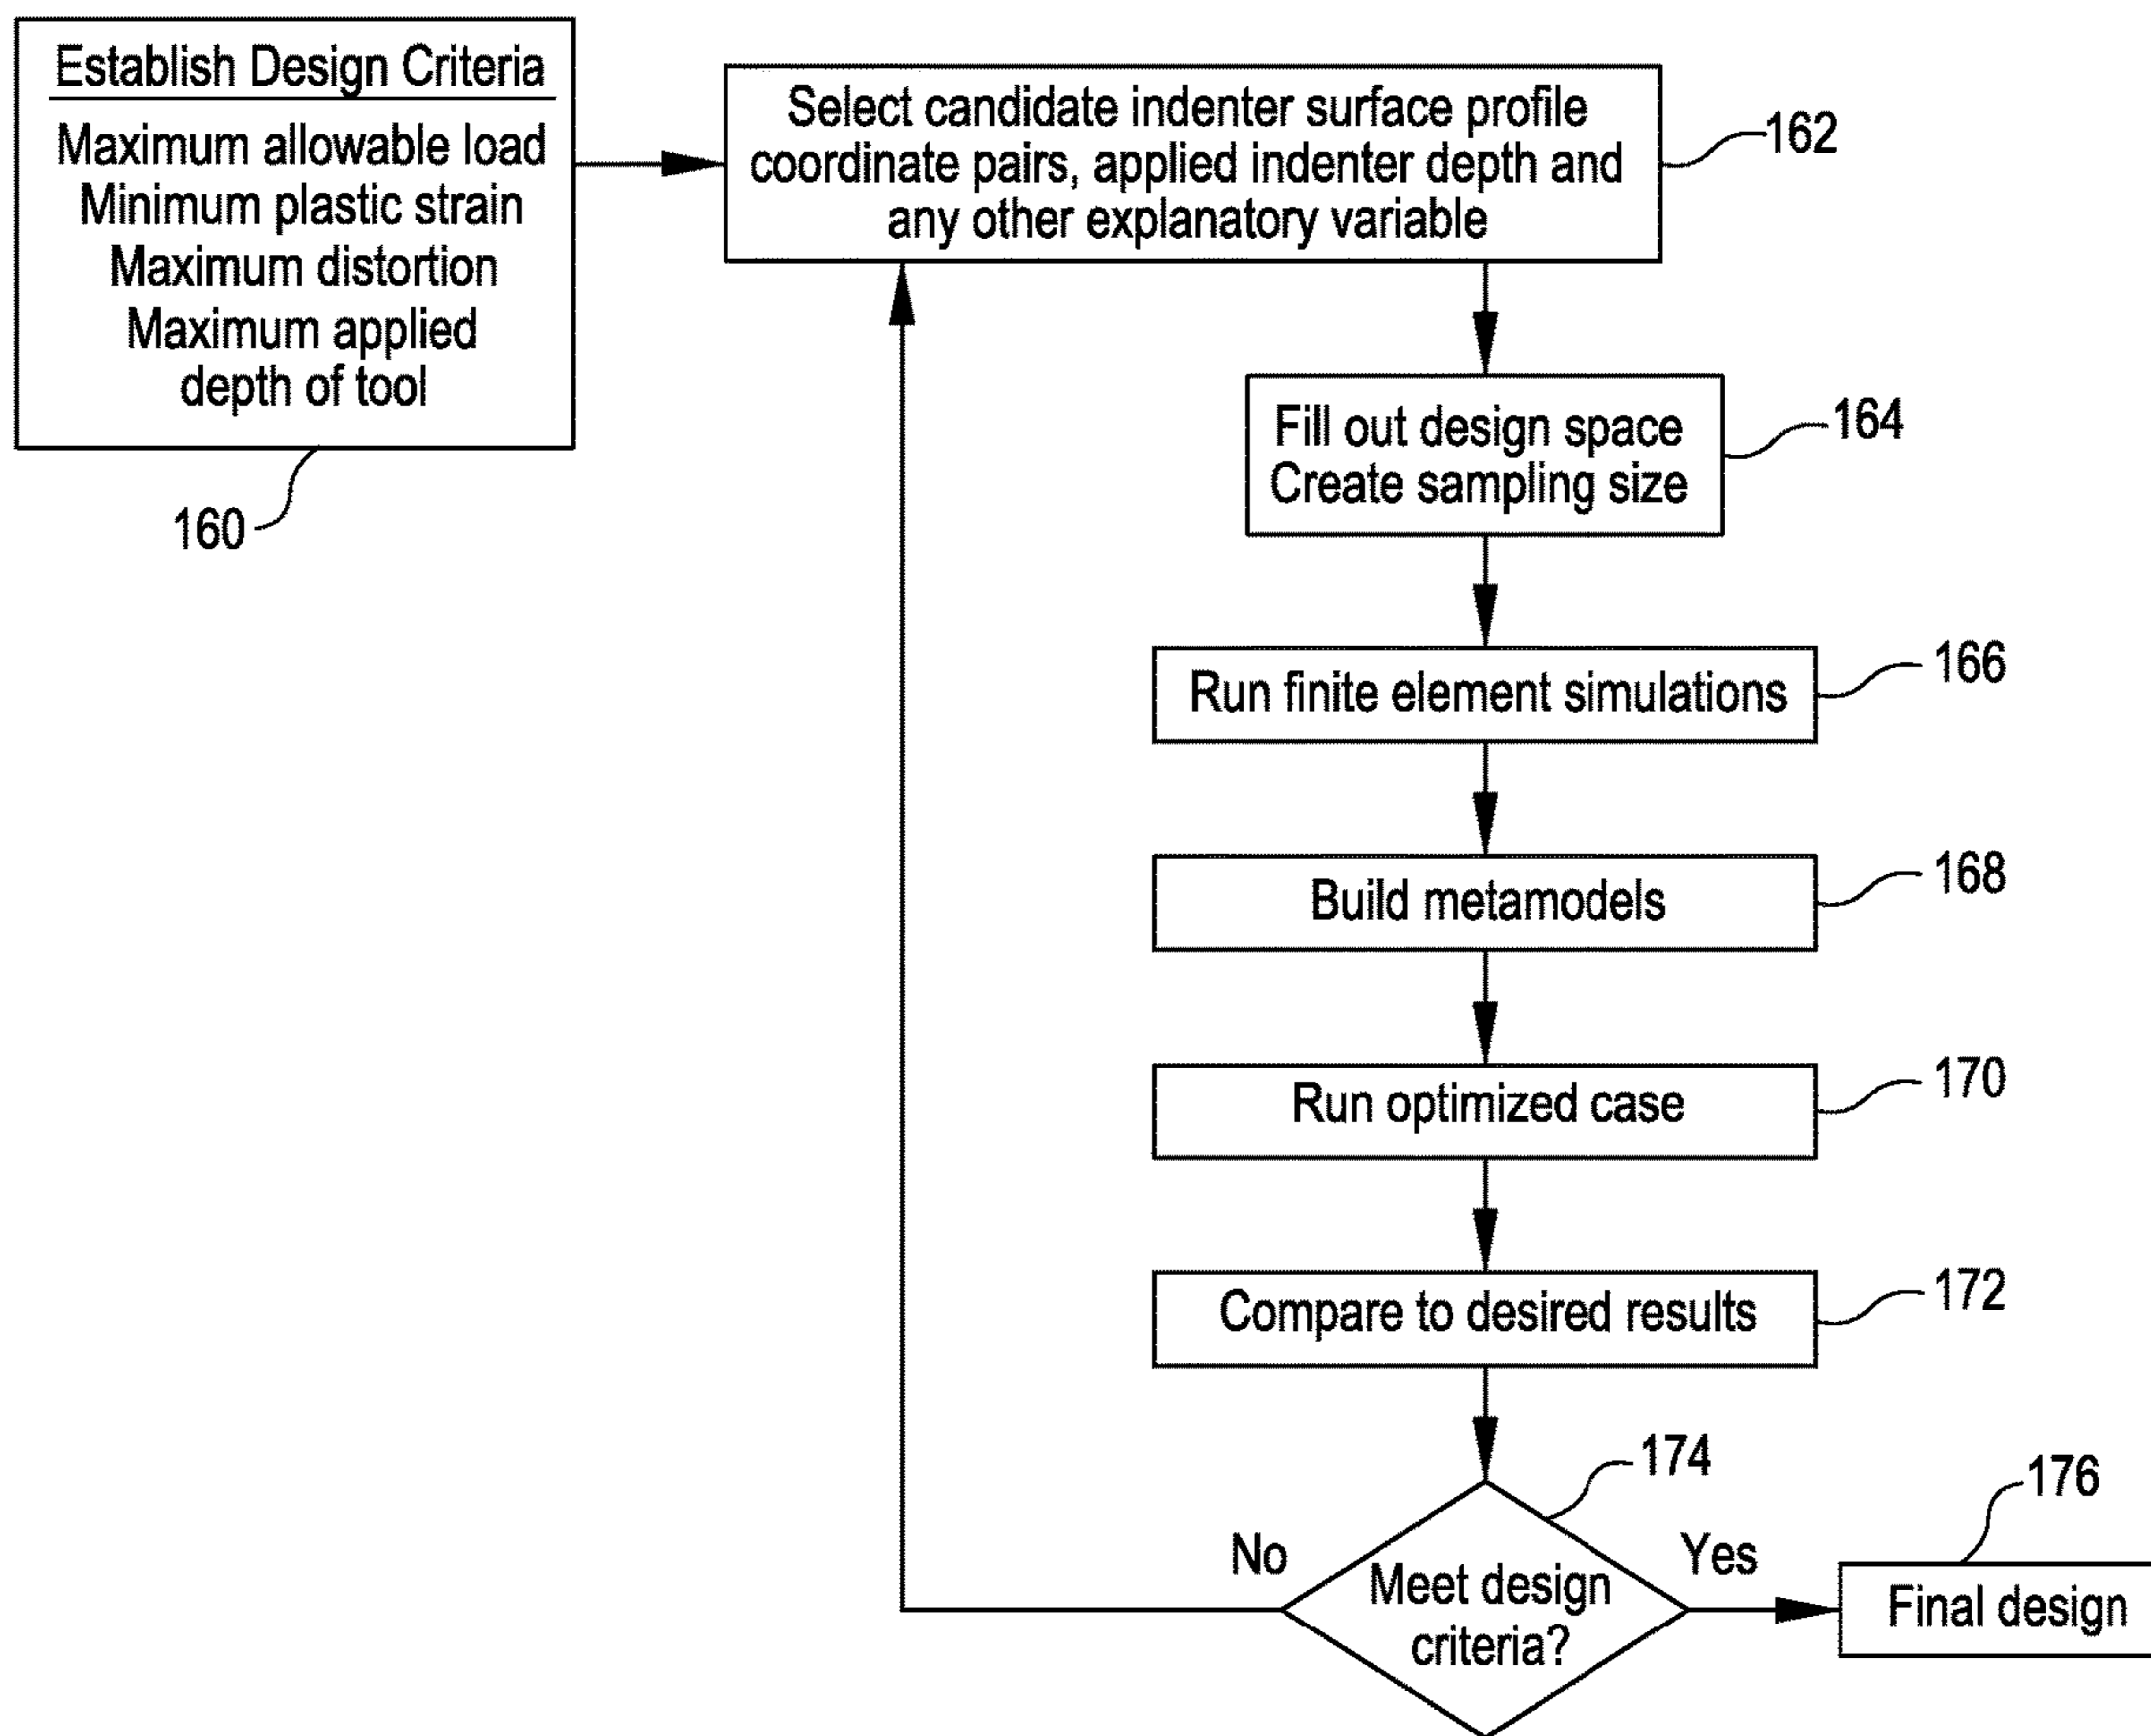 Establish Design Criteria
Maximum allowable load
Minimum plastic strain
Maximum distortion
Maximum applied
depth of tool
160
Select candidate indenter surface profile
coordinate pairs, applied indenter depth and
any other explanatory variable
162
Fill out design space
Create sampling size
164
Run finite element simulations
166
Build metamodels
168
Run optimized case
170
Compare to desired results
172
174
Meet design
criteria?
No
Yes
176
Final design